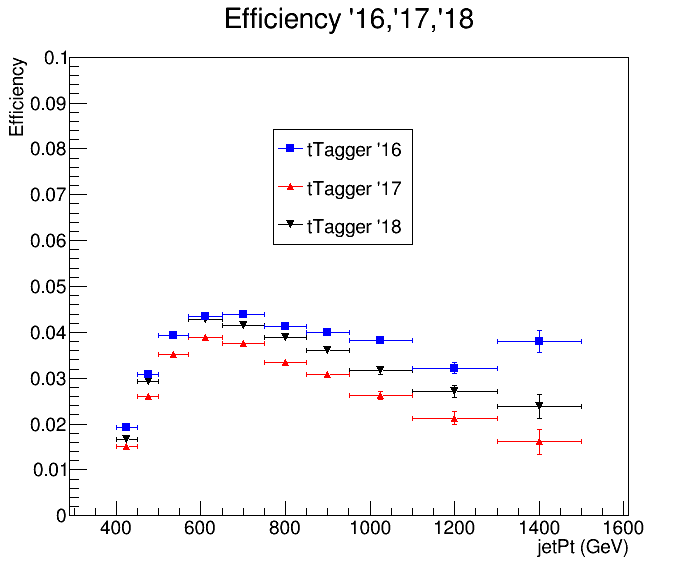 Efficiency '16,'17,'18
Efficiency
0.1
0.09
0.08
0.07
0.06
0.05
0.04
0.03
0.02
0.01
0
tTagger '16
tTagger '17
tTagger '18
400 600 800 1000 1200 1400 1600
jetPt (GeV)